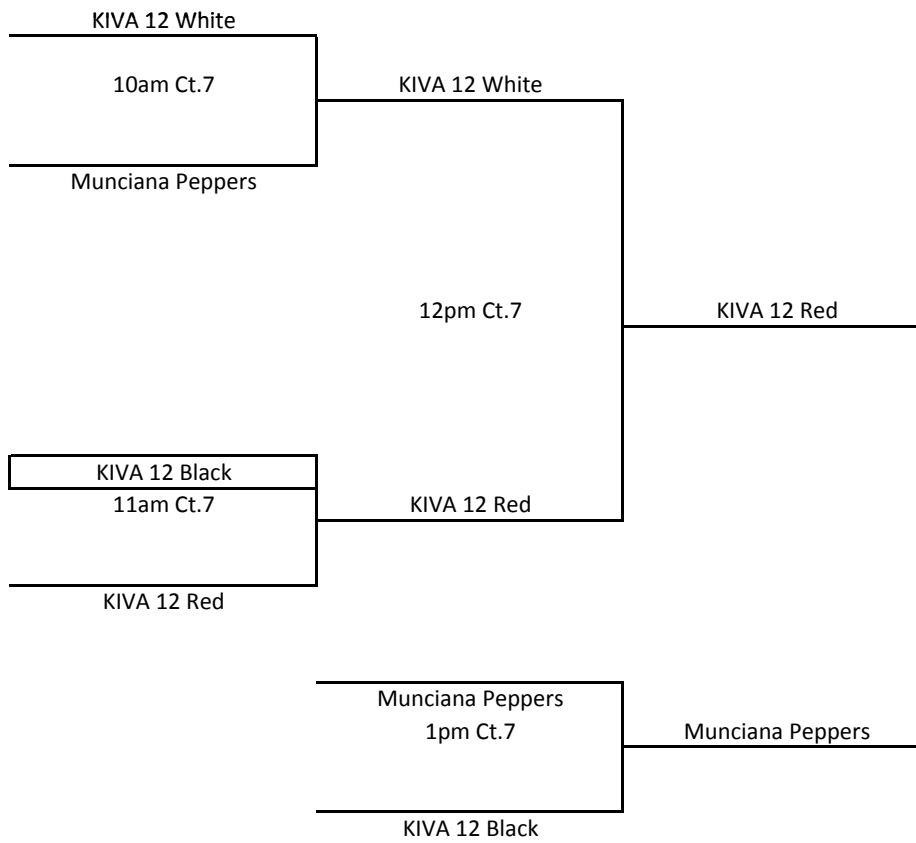 KIVA 12 White
10am Ct.7
KIVA 12 White
Munciana Peppers
12pm Ct.7
KIVA 12 Red
KIVA 12 Black
11am Ct.7
KIVA 12 Red
KIVA 12 Red
Munciana Peppers
1pm Ct.7
Munciana Peppers
KIVA 12 Black